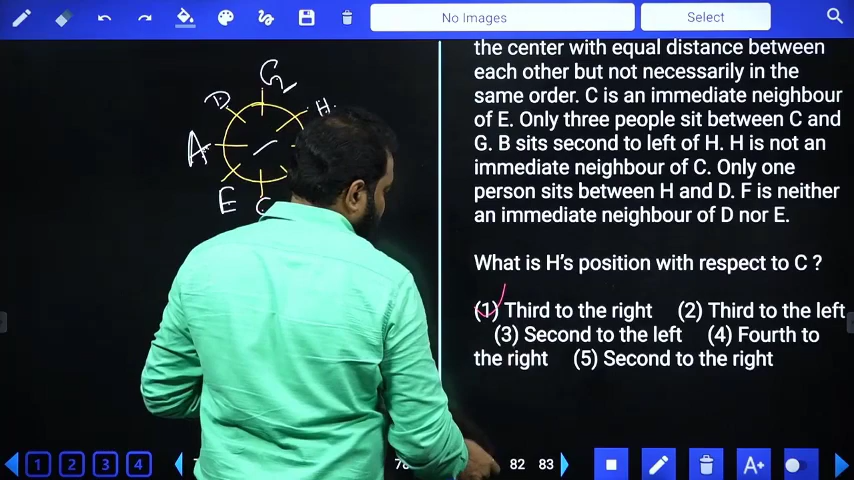 No Images
Select
the center with equal distance between
each other but not necessarily in the
same order. C is an immediate neighbour
of E. Only three people sit between C and
G. B sits second to left of H. H is not an
immediate neighbour of C. Only one
person sits between H and D. F is neither
an immediate neighbour of D nor E.
What is H's position with respect to C ?
(1) Third to the right (2) Third to the left
(3) Second to the left (4) Fourth to
the right (5) Second to the right
G
D
H
A
E
C
1 2 3 4
82 83
A+